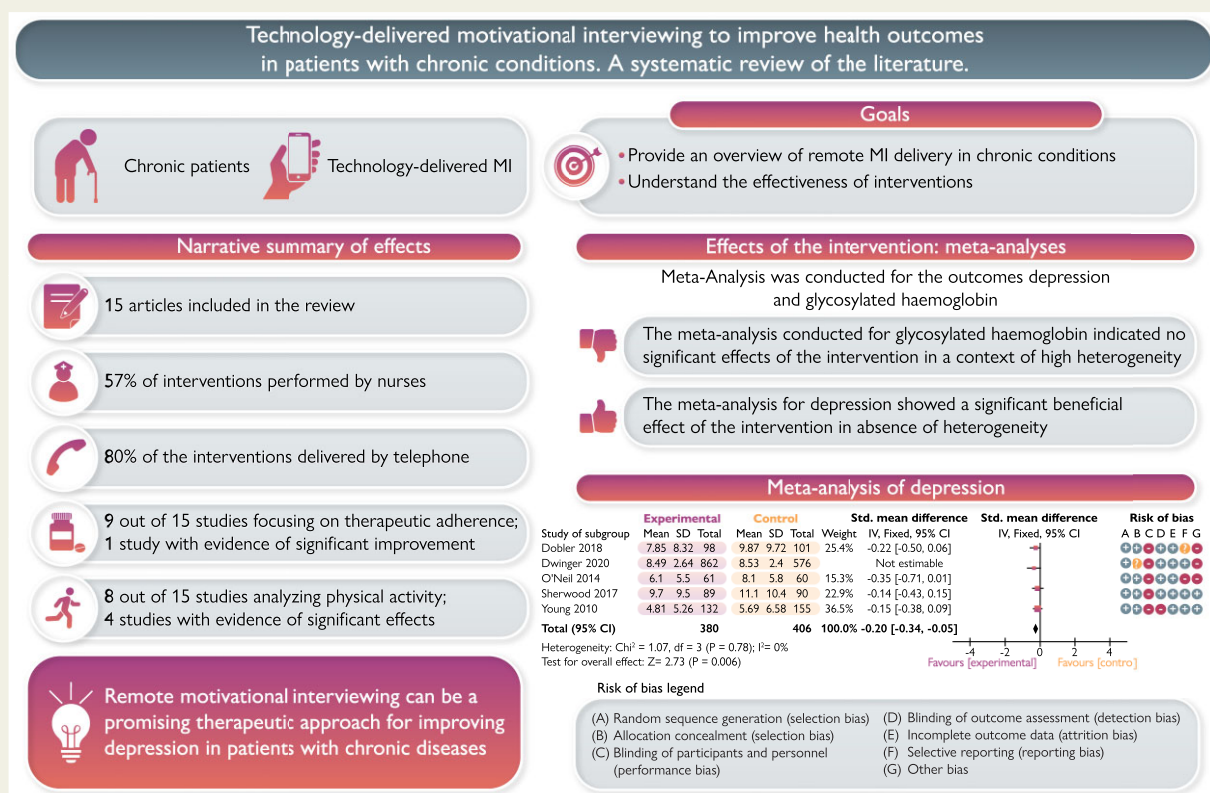 Technology-delivered motivational interviewing to improve health outcomes
in patients with chronic conditions. A systematic review of the literature.
Chronic patients
Technology-delivered MI
Goals
• Provide an overview of remote MI delivery in chronic conditions
• Understand the effectiveness of interventions
Narrative summary of effects
15 articles included in the review
57% of interventions performed by nurses
80% of the interventions delivered by telephone
9 out of 15 studies focusing on therapeutic adherence;
1 study with evidence of significant improvement
8 out of 15 studies analyzing physical activity;
4 studies with evidence of significant effects
Remote motivational interviewing can be a
promising therapeutic approach for improving
depression in patients with chronic diseases
Effects of the intervention: meta-analyses
Meta-Analysis was conducted for the outcomes depression
and glycosylated haemoglobin
The meta-analysis conducted for glycosylated haemoglobin indicated no
significant effects of the intervention in a context of high heterogeneity
The meta-analysis for depression showed a significant beneficial
effect of the intervention in absence of heterogeneity
Meta-analysis of depression
Experimental Control Std. mean difference Std. mean difference Risk of bias
Study of subgroup Mean SD Total Mean SD Total Weight IV, Fixed, 95% CI IV, Fixed, 95% CI A B C D E F G
Dobler 2018 7.85 8.32 98 9.87 9.72 101 25.4% -0.22 [-0.50, 0.06] + + - + + ? -
Dwinger 2020 8.49 2.64 862 8.53 2.4 576 Not estimable + ? - + + + -
O'Neil 2014 6.1 5.5 61 8.1 5.8 60 15.3% -0.35 [-0.71, 0.01] + + - + + - -
Sherwood 2017 9.7 9.5 89 11.1 10.4 90 22.9% -0.14 [-0.43, 0.15] + + - + + + +
Young 2010 4.81 5.26 132 5.69 6.58 155 36.5% -0.15 [-0.38, 0.09] + + - - + + +
Total (95% CI) 380 406 100.0% -0.20 [-0.34, -0.05]
Heterogeneity: Chi² = 1.07, df = 3 (P = 0.78); I²= 0%
Test for overall effect: Z= 2.73 (P = 0.006)
-4 -2 0 2 4
Favours [experimental] Favours [contro]
Risk of bias legend
(A) Random sequence generation (selection bias)
(B) Allocation concealment (selection bias)
(C) Blinding of participants and personnel
(performance bias)
(D) Blinding of outcome assessment (detection bias)
(E) Incomplete outcome data (attrition bias)
(F) Selective reporting (reporting bias)
(G) Other bias